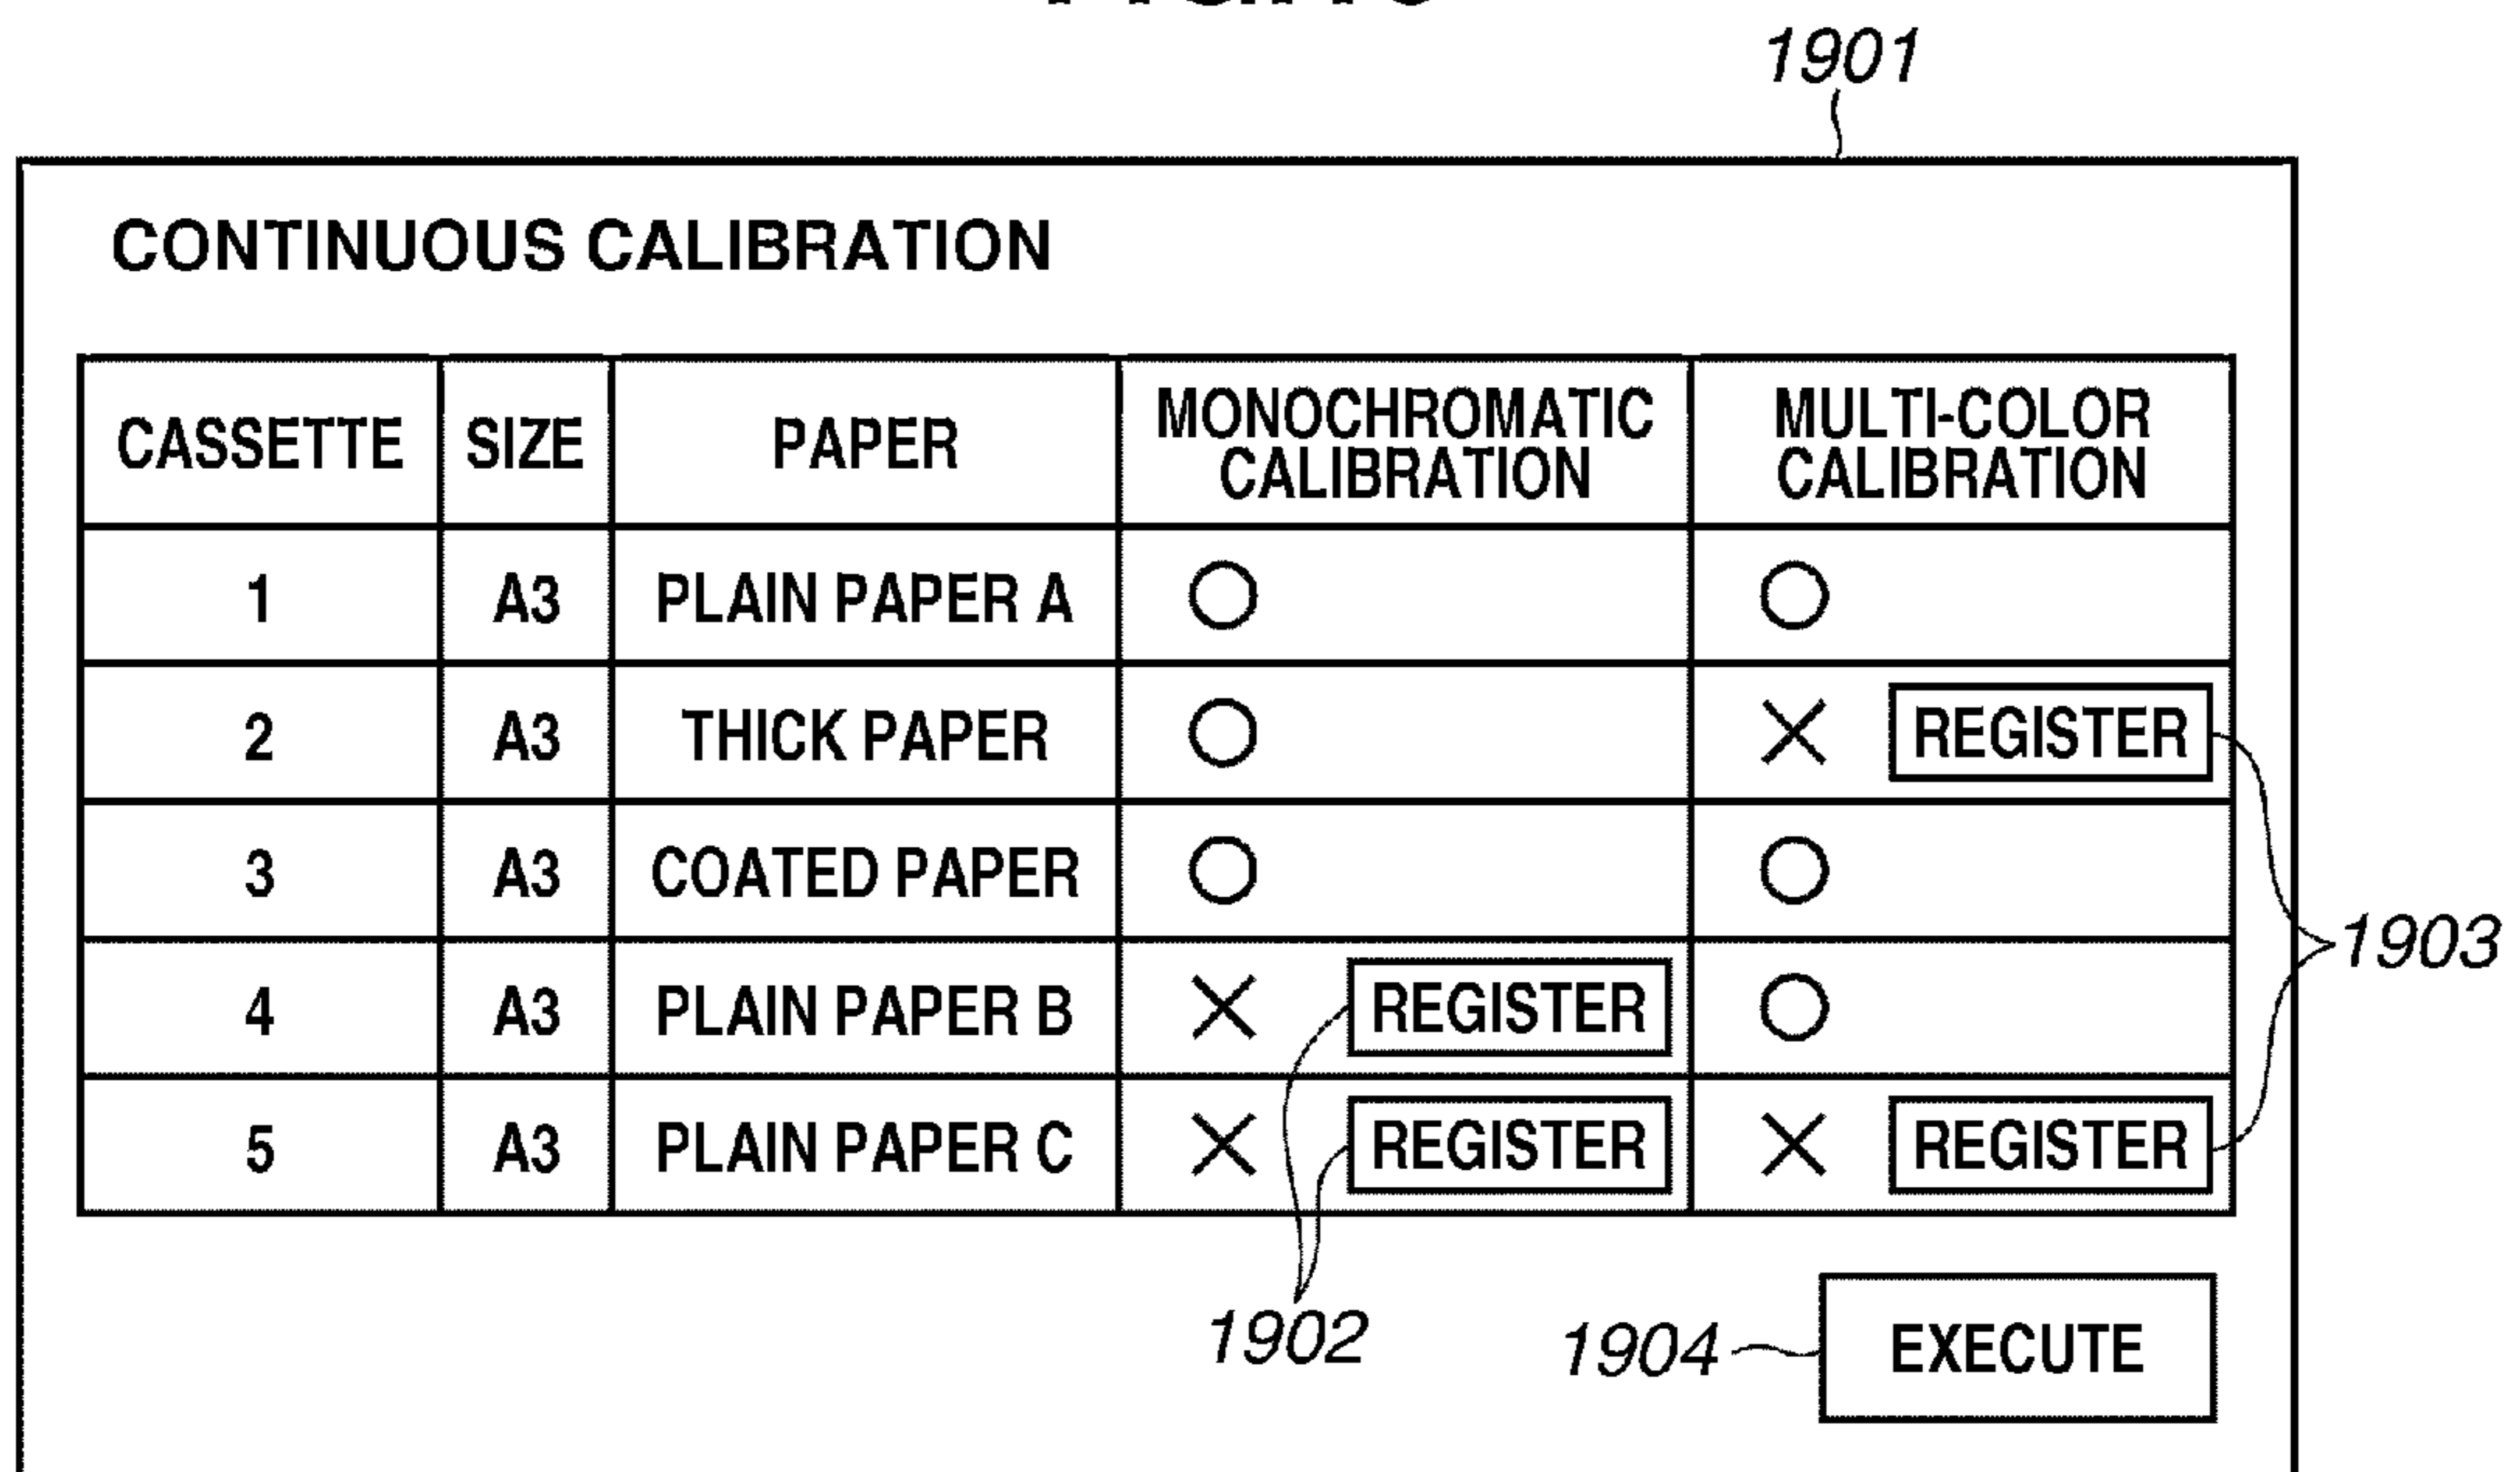 1901
CONTINUOUS CALIBRATION
CASSETTE SIZE PAPER MONOCHROMATIC CALIBRATION MULTI-COLOR CALIBRATION
1 A3 PLAIN PAPER A ○ ○
2 A3 THICK PAPER ○ × REGISTER
3 A3 COATED PAPER ○ ○
4 A3 PLAIN PAPER B × REGISTER ○
5 A3 PLAIN PAPER C × REGISTER × REGISTER
1903
1902
1904 EXECUTE